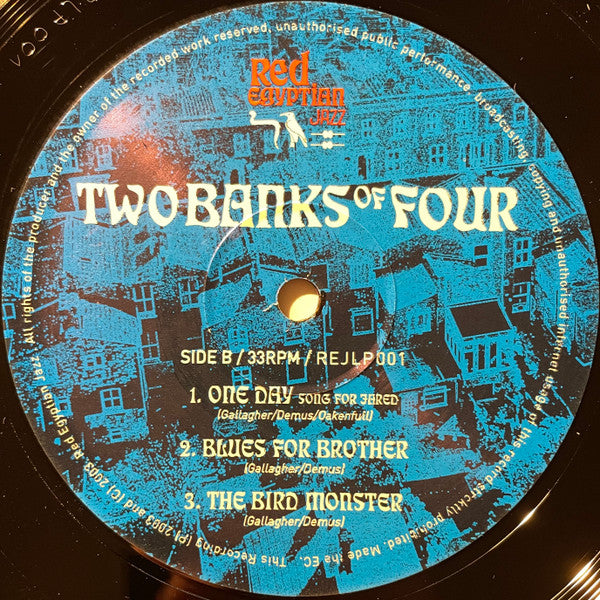 Red
EGYPTIAN
JAZZ
TWO BANKS OF FOUR
SIDE B / 33RPM / REJLP001
1. ONE DAY SONG FOR JARED
(Gallagher/Demus/Oakenfull)
2. BLUES FOR BROTHER
(Gallagher/Demus)
3. THE BIRD MONSTER
(Gallagher/Demus)
All rights of the producer and the owner of the recorded work reserved, unauthorised public performance, broadcasting, copying and unauthorised internet usage of this record strictly prohibited. Made the EC. This Recording (P) 2003 and (C) 2003 Red Egyptian Jazz